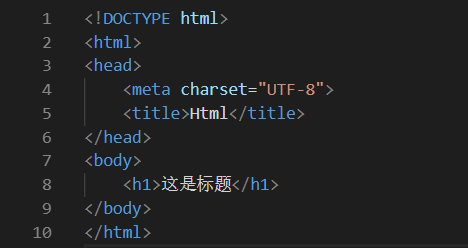 1 <!DOCTYPE html>
2 <html>
3 <head>
4     <meta charset="UTF-8">
5     <title>Html</title>
6 </head>
7 <body>
8     <h1>这是标题</h1>
9 </body>
10 </html>